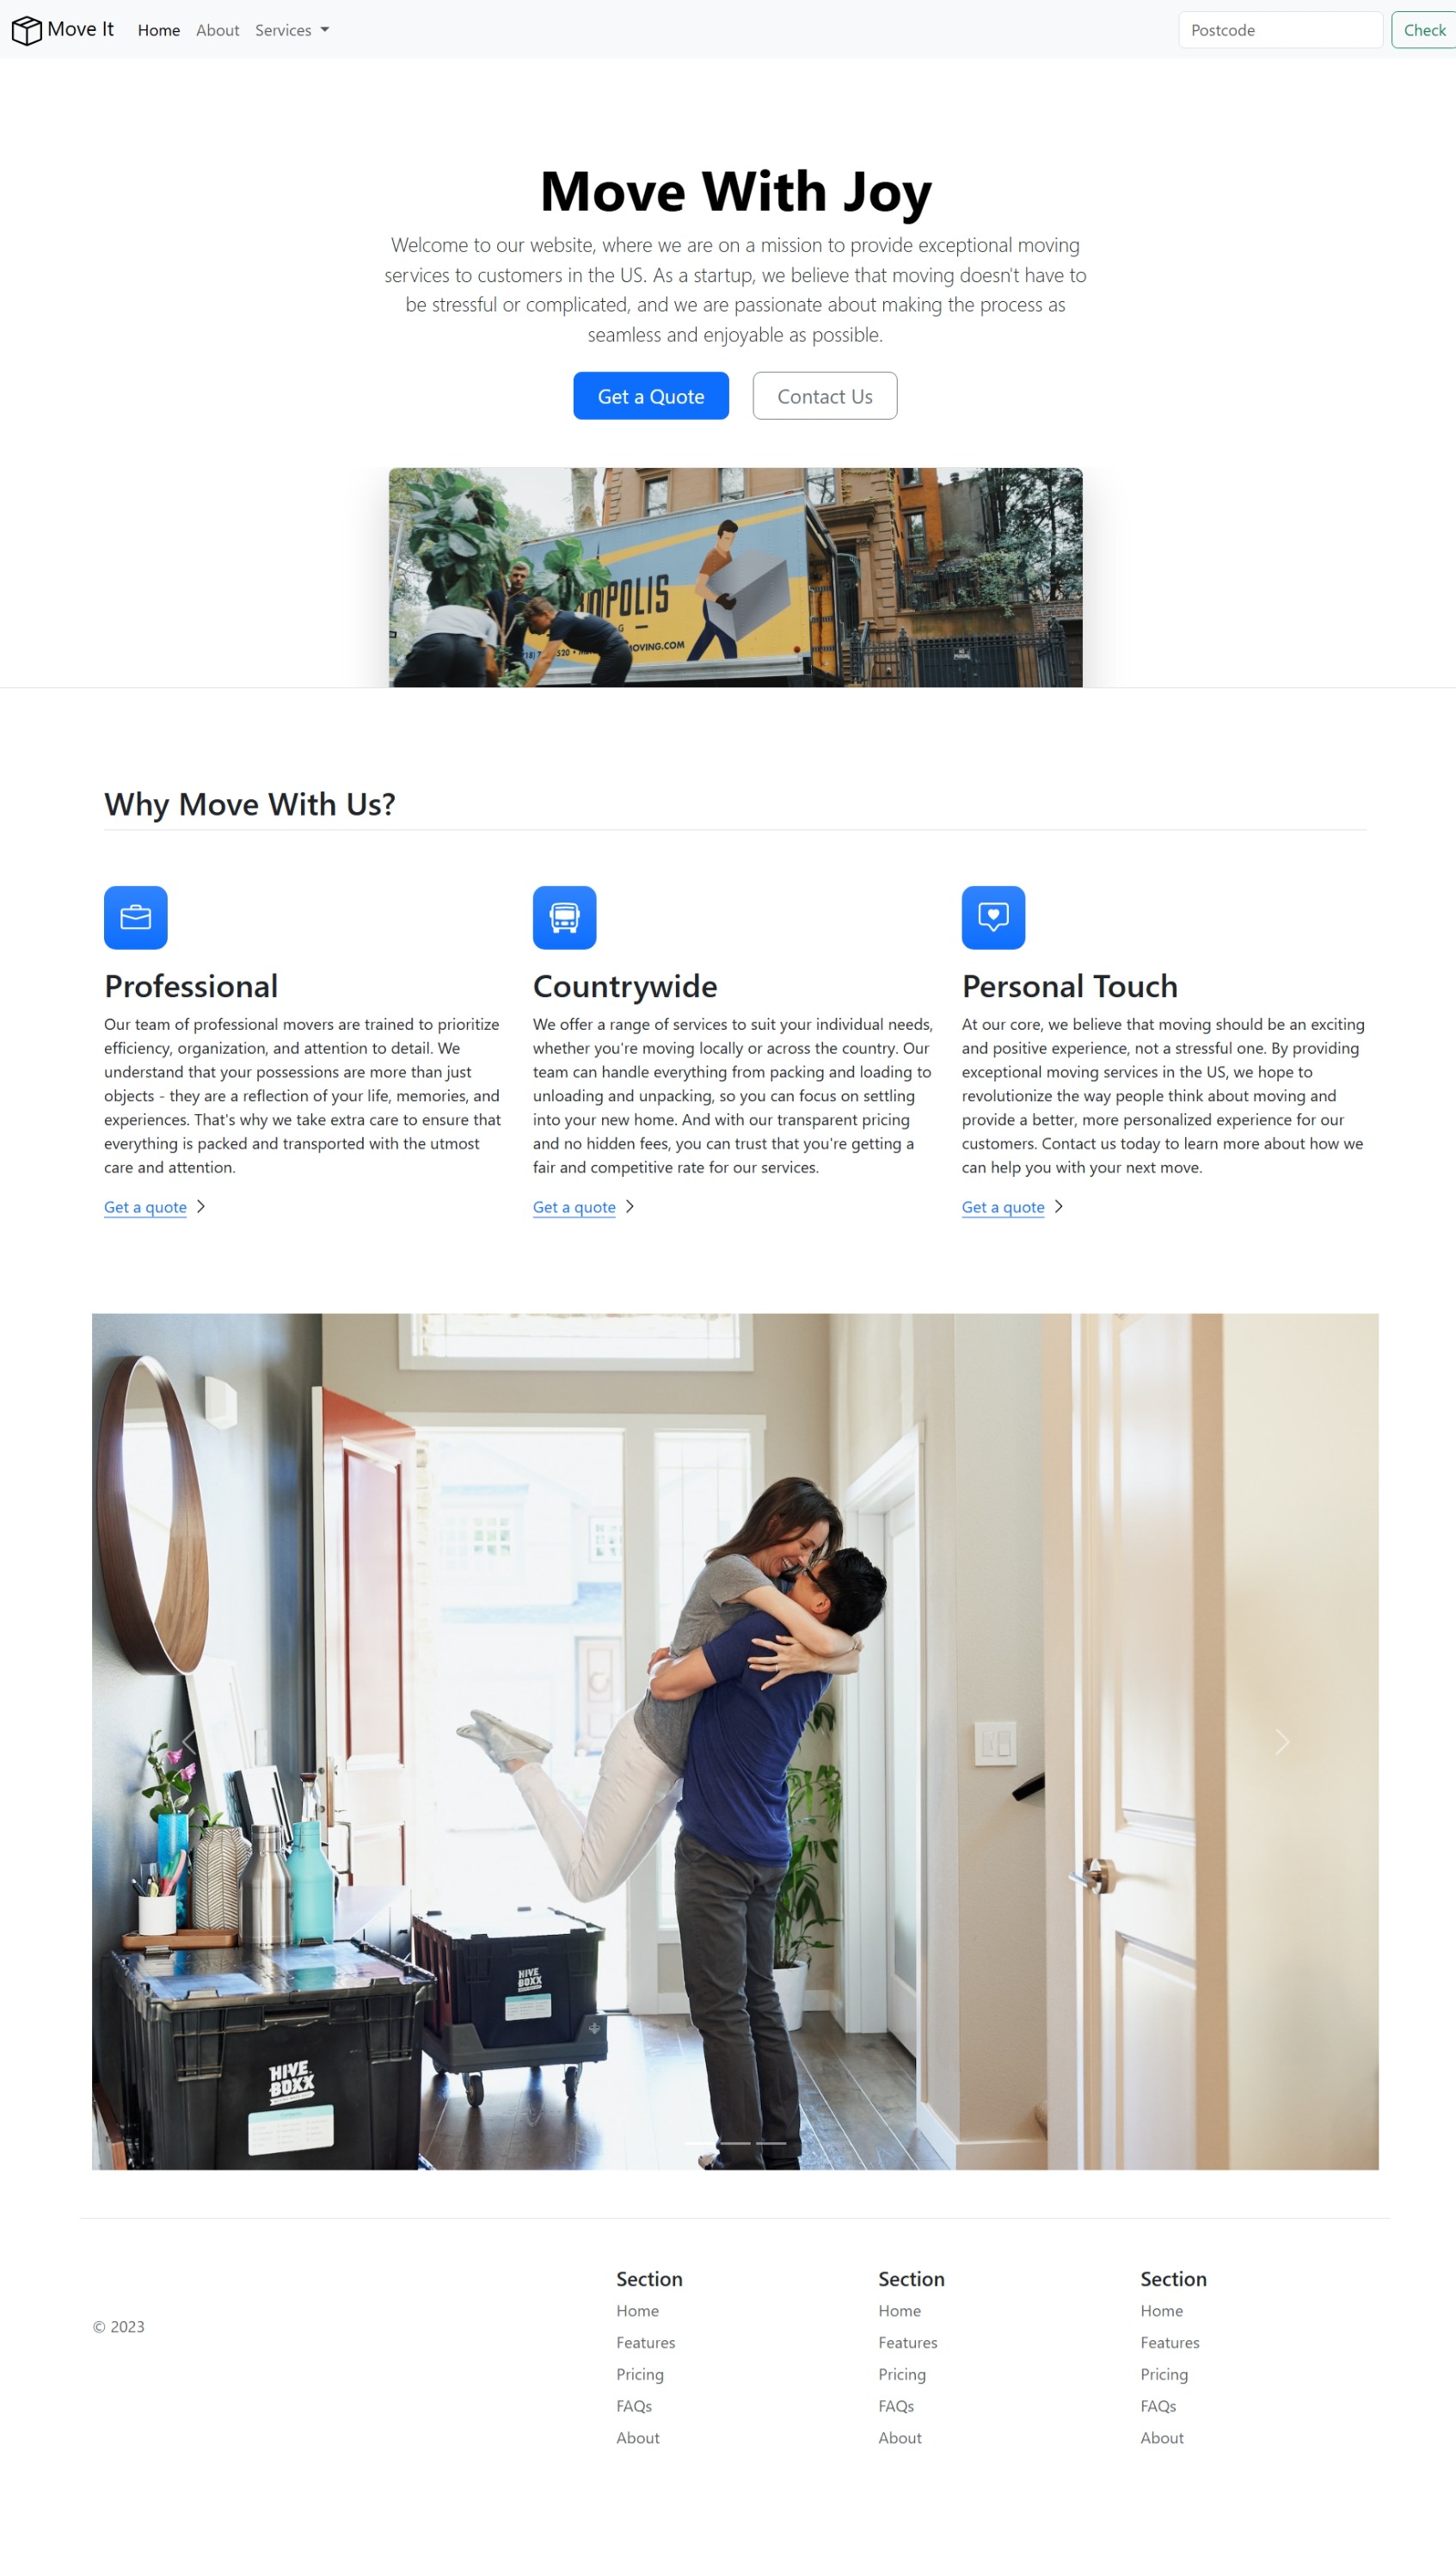 Move It
Home
About
Services
Postcode
Check
Move With Joy
Welcome to our website, where we are on a mission to provide exceptional moving
services to customers in the US. As a startup, we believe that moving doesn't have to
be stressful or complicated, and we are passionate about making the process as
seamless and enjoyable as possible.
Get a Quote
Contact Us
POLIS
MOVING.COM
Why Move With Us?
Professional
Our team of professional movers are trained to prioritize
efficiency, organization, and attention to detail. We
understand that your possessions are more than just
objects - they are a reflection of your life, memories, and
experiences. That's why we take extra care to ensure that
everything is packed and transported with the utmost
care and attention.
Get a quote
Countrywide
We offer a range of services to suit your individual needs,
whether you're moving locally or across the country. Our
team can handle everything from packing and loading to
unloading and unpacking, so you can focus on settling
into your new home. And with our transparent pricing
and no hidden fees, you can trust that you're getting a
fair and competitive rate for our services.
Get a quote
Personal Touch
At our core, we believe that moving should be an exciting
and positive experience, not a stressful one. By providing
exceptional moving services in the US, we hope to
revolutionize the way people think about moving and
provide a better, more personalized experience for our
customers. Contact us today to learn more about how we
can help you with your next move.
Get a quote
HIVE
BOXX
HIVE
BOXX
© 2023
Section
Home
Features
Pricing
FAQs
About
Section
Home
Features
Pricing
FAQs
About
Section
Home
Features
Pricing
FAQs
About